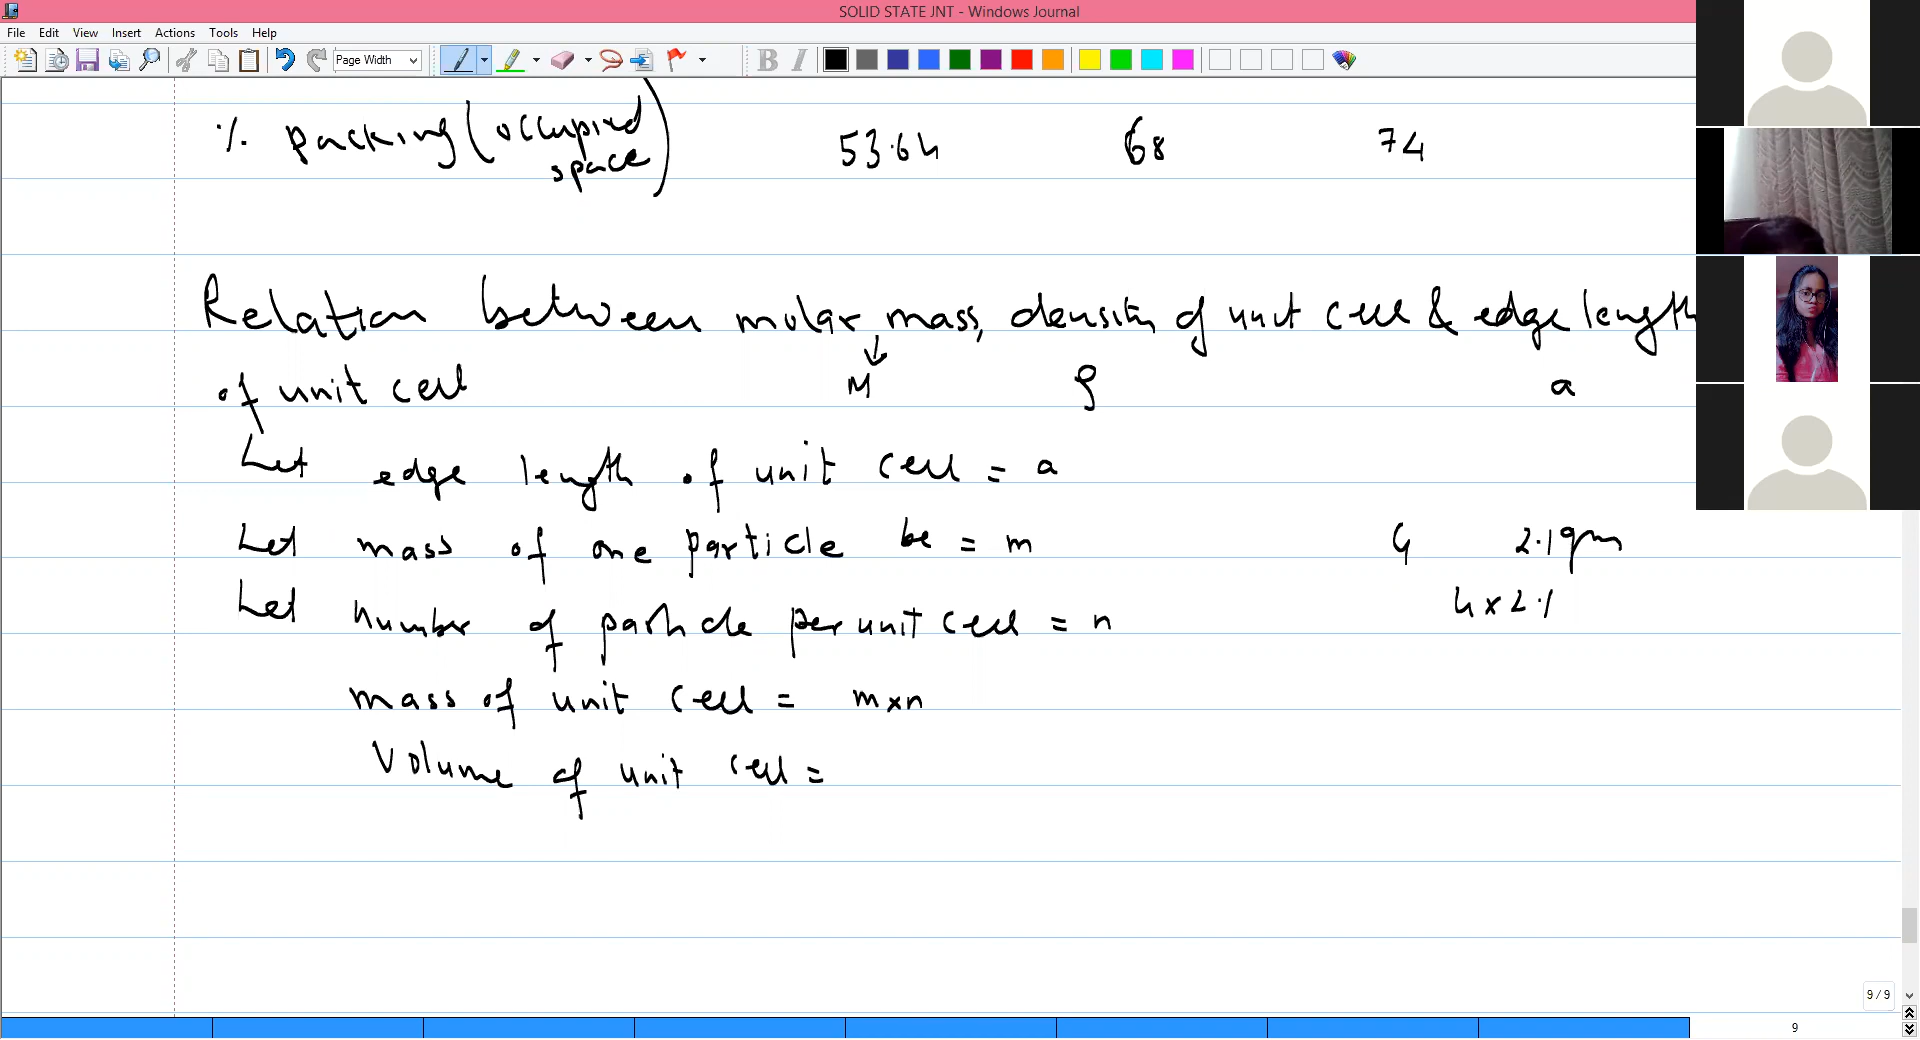 SOLID STATE JNT - Windows Journal
File Edit View Insert Actions Tools Help
Page Width
% packing (occupied space) 53.64 68 74
Relation between molar mass, density of unit cell & edge length
of unit cell M ρ a
Let edge length of unit cell = a
Let mass of one particle be = m 4 2.1gm
Let number of particle per unit cell = n 4 x 2.1
mass of unit cell = m×n
Volume of unit cell =
9 / 9
9